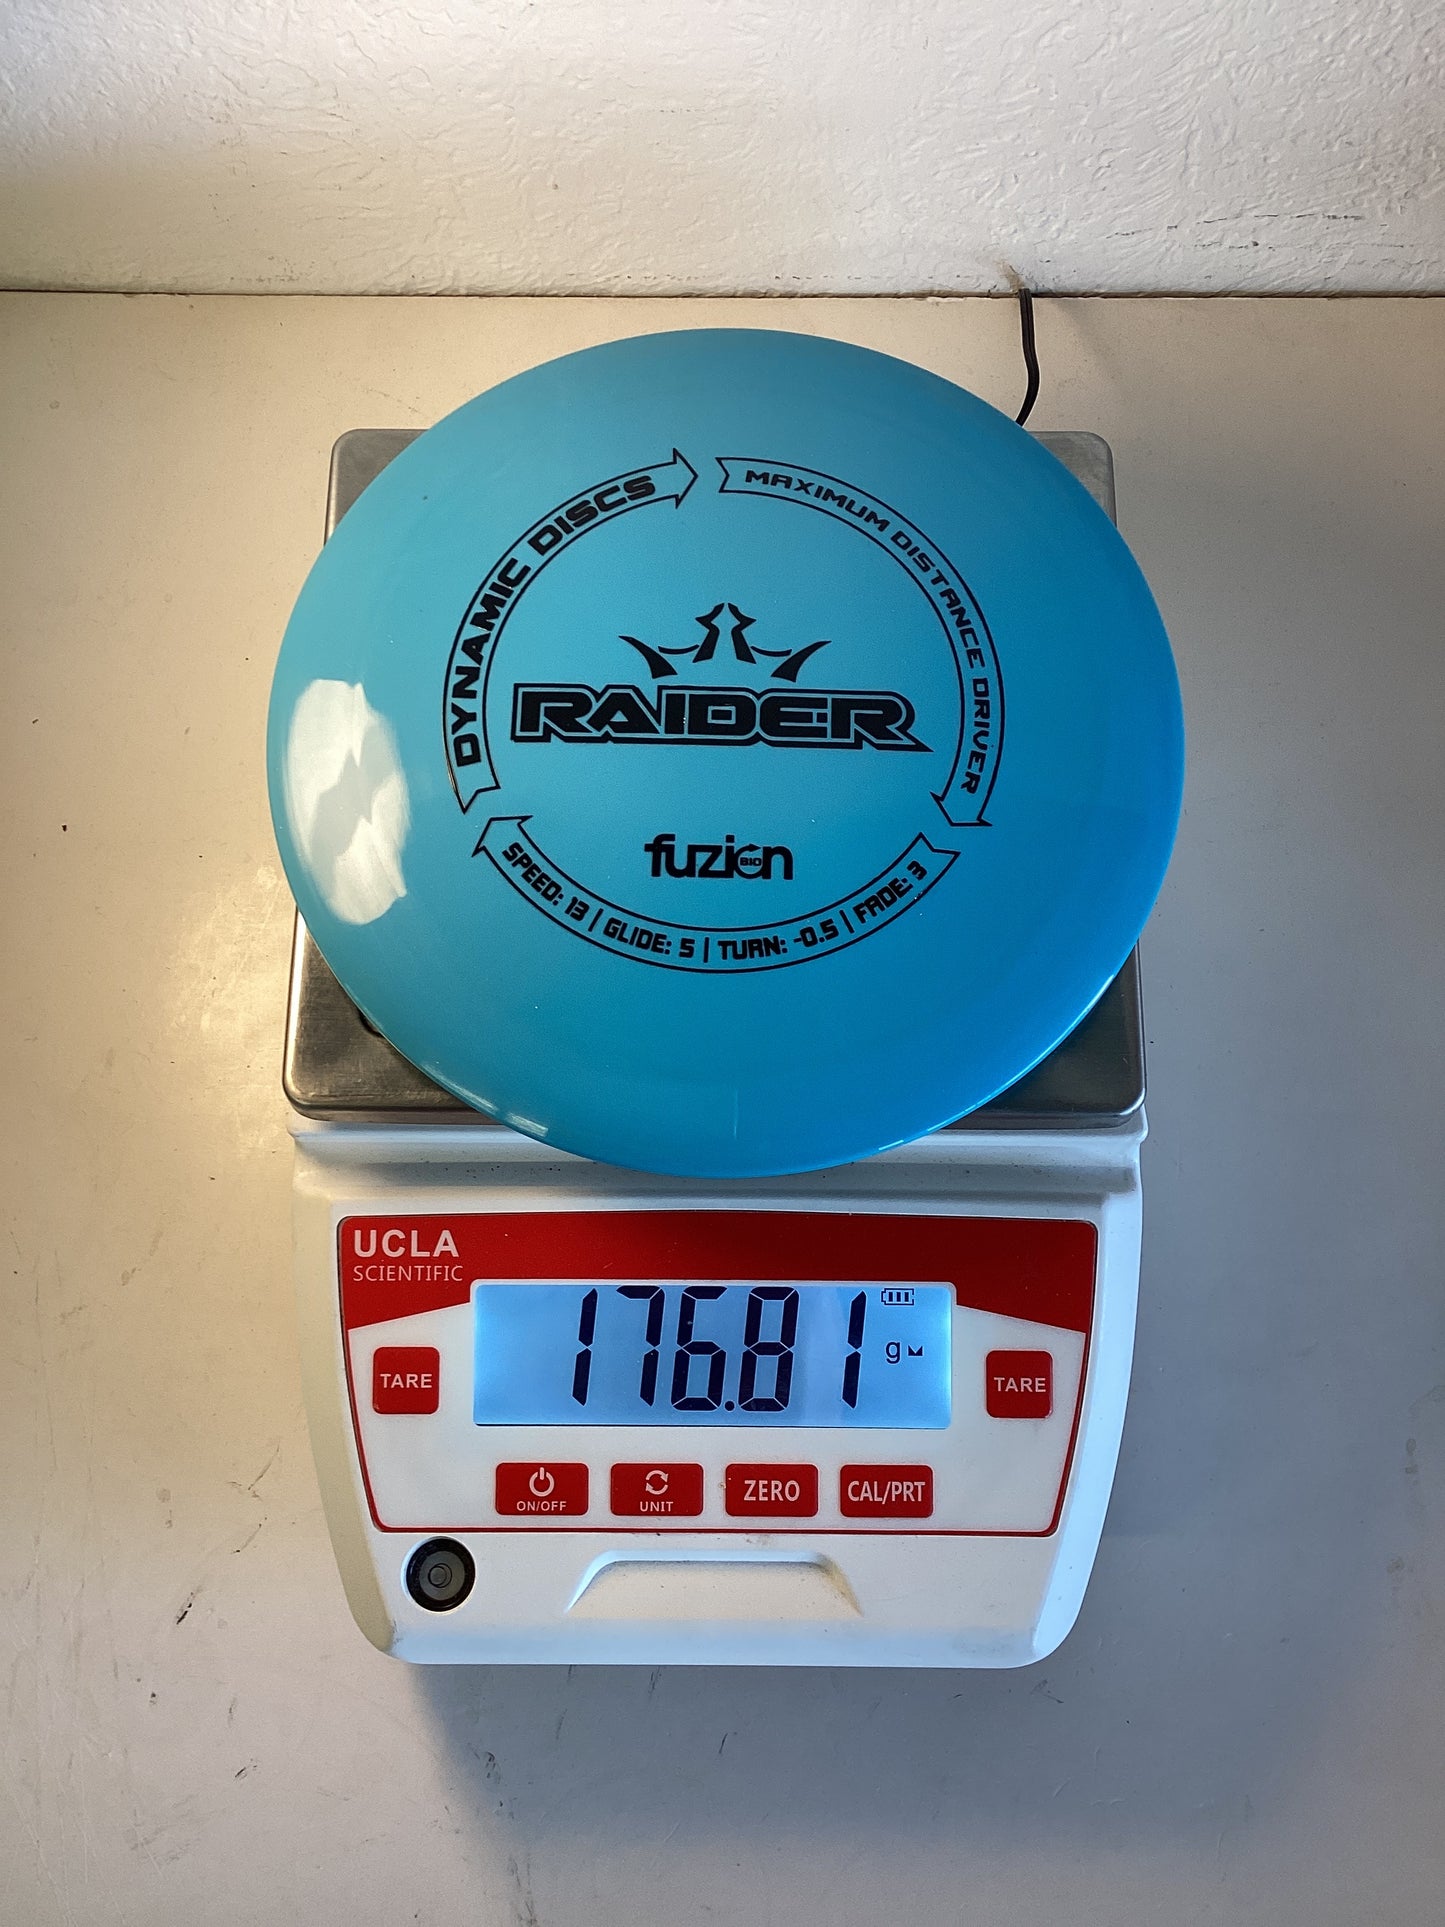 DYNAMIC DISCS
MAXIMUM DISTANCE DRIVER
RAIDER
fuzion
BIO
SPEED: 13 | GLIDE: 5 | TURN: -0.5 | FADE: 3
UCLA
SCIENTIFIC
176.81 g
TARE
TARE
ON/OFF
UNIT
ZERO
CAL/PRT